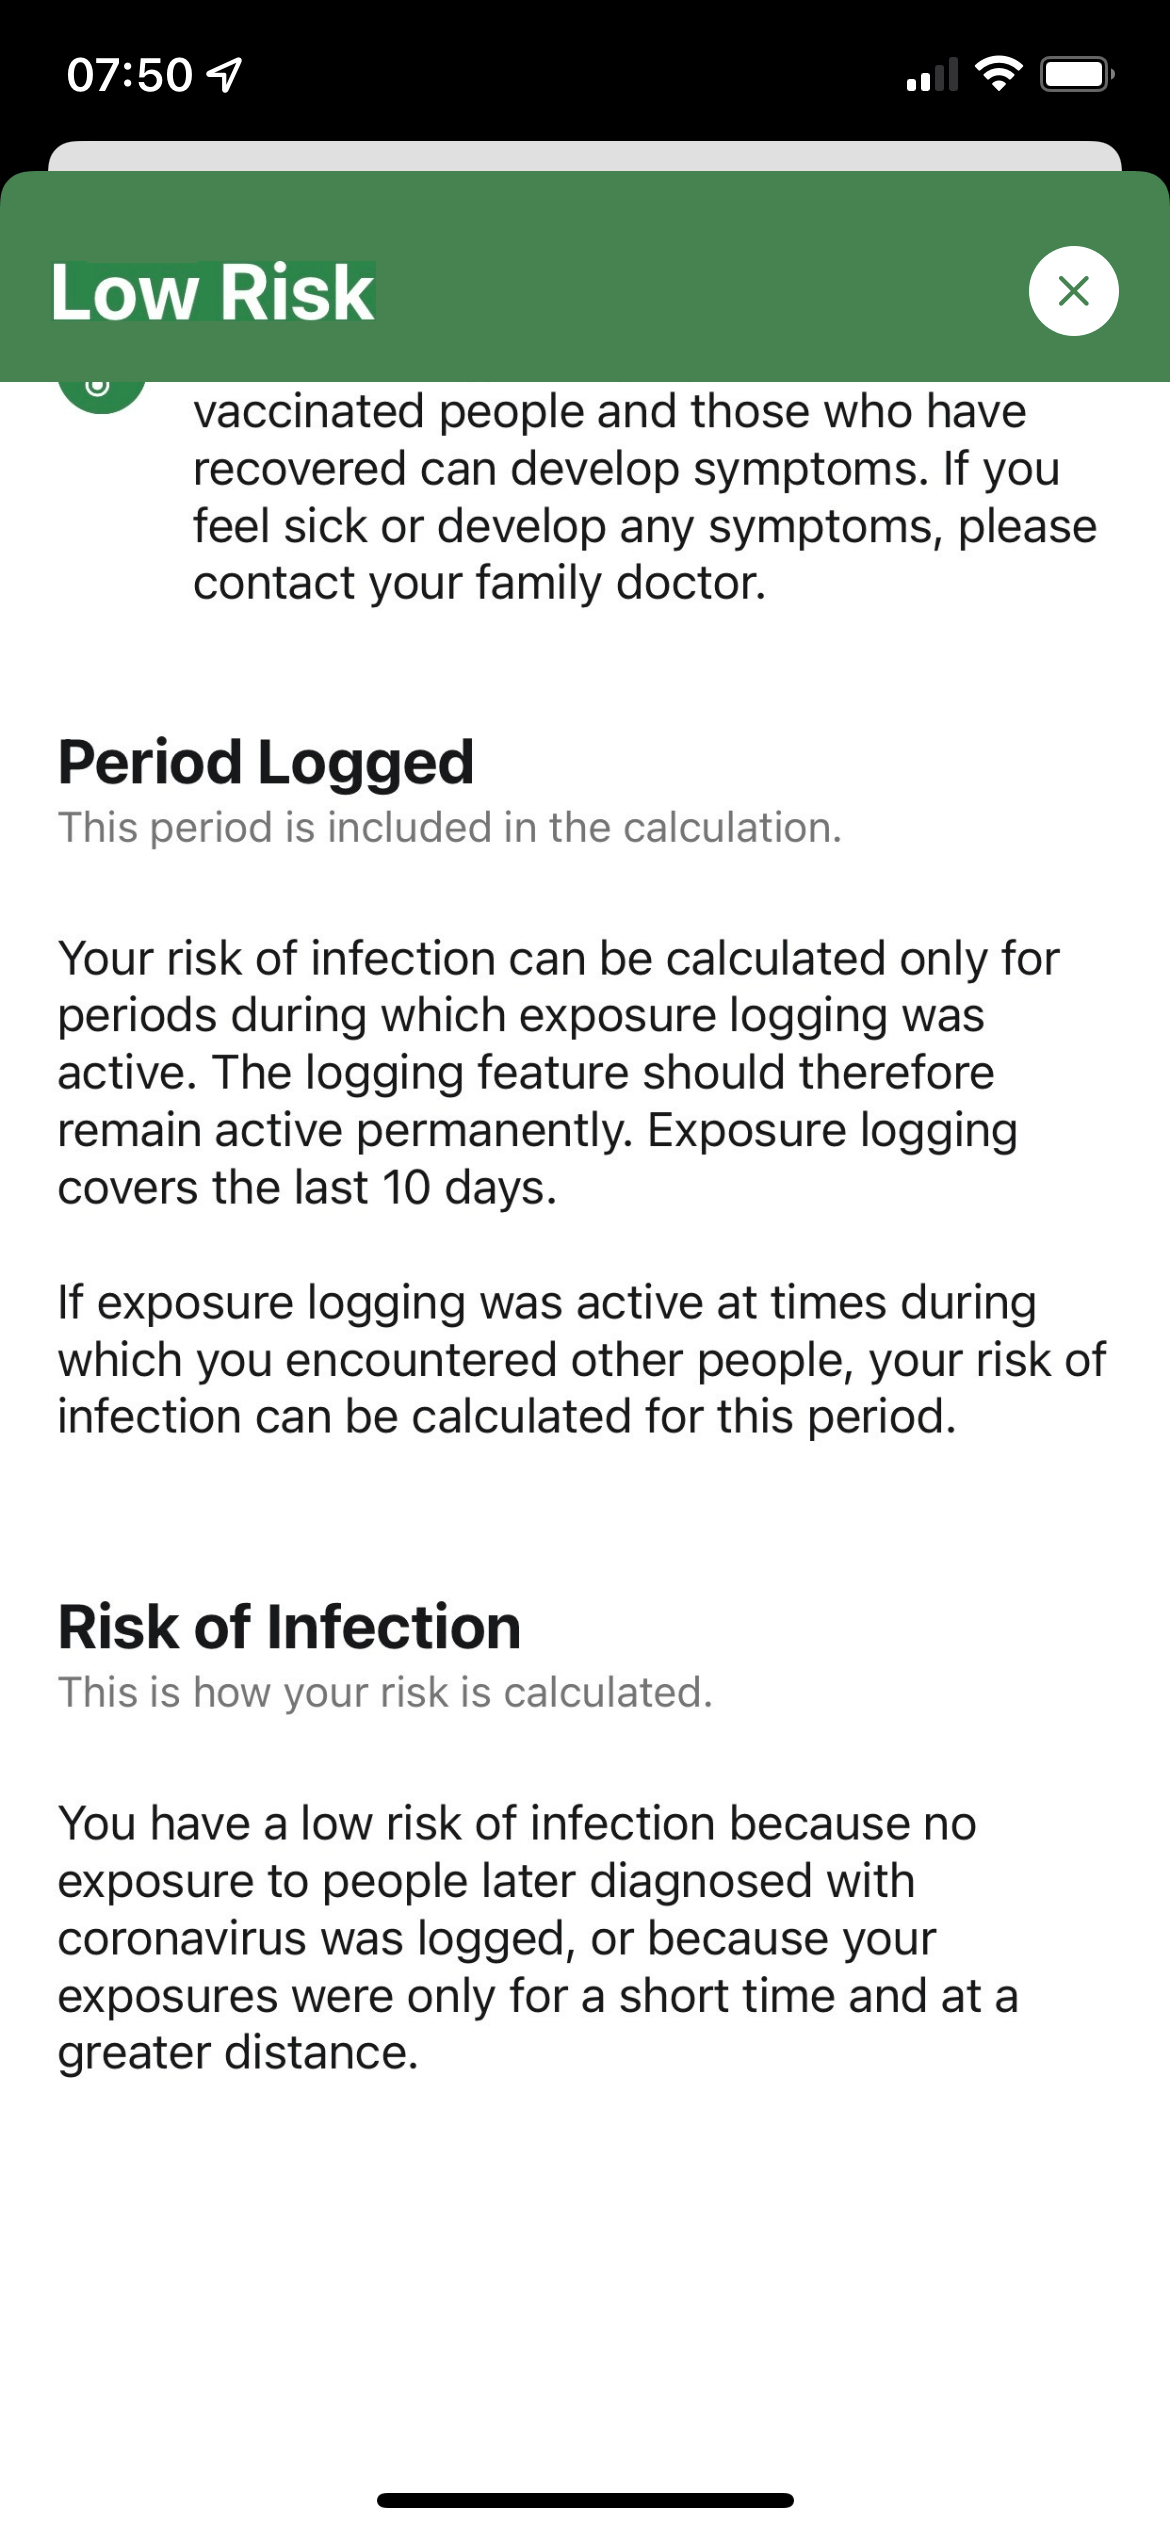 07:50
Low Risk
vaccinated people and those who have
recovered can develop symptoms. If you
feel sick or develop any symptoms, please
contact your family doctor.
Period Logged
This period is included in the calculation.
Your risk of infection can be calculated only for
periods during which exposure logging was
active. The logging feature should therefore
remain active permanently. Exposure logging
covers the last 10 days.
If exposure logging was active at times during
which you encountered other people, your risk of
infection can be calculated for this period.
Risk of Infection
This is how your risk is calculated.
You have a low risk of infection because no
exposure to people later diagnosed with
coronavirus was logged, or because your
exposures were only for a short time and at a
greater distance.